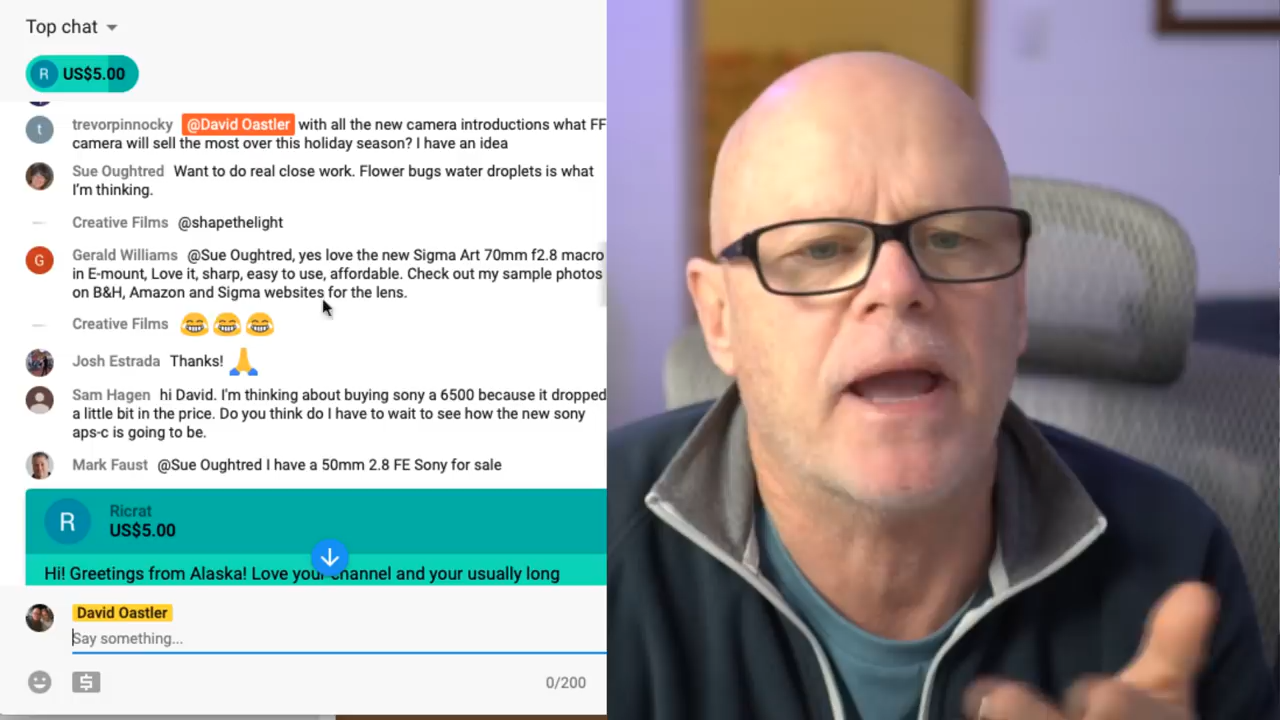 Top chat
R US$5.00
t trevorpinnocky @David Oastler with all the new camera introductions what FF
camera will sell the most over this holiday season? I have an idea
Sue Oughtred Want to do real close work. Flower bugs water droplets is what
I'm thinking.
Creative Films @shapethelight
G Gerald Williams @Sue Oughtred, yes love the new Sigma Art 70mm f2.8 macro
in E-mount, Love it, sharp, easy to use, affordable. Check out my sample photos
on B&H, Amazon and Sigma websites for the lens.
Creative Films 😂😂😂
Josh Estrada Thanks! 🙏
Sam Hagen hi David. I'm thinking about buying sony a 6500 because it dropped
a little bit in the price. Do you think do I have to wait to see how the new sony
aps-c is going to be.
Mark Faust @Sue Oughtred I have a 50mm 2.8 FE Sony for sale
R Ricrat
US$5.00
Hi! Greetings from Alaska! Love your channel and your usually long
David Oastler
Say something...
$ 0/200